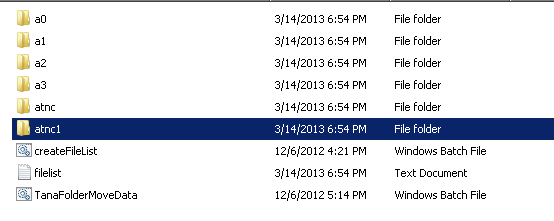 a0 3/14/2013 6:54 PM File folder
a1 3/14/2013 6:54 PM File folder
a2 3/14/2013 6:54 PM File folder
a3 3/14/2013 6:54 PM File folder
atnc 3/14/2013 6:54 PM File folder
atnc1 3/14/2013 6:54 PM File folder
createFileList 12/6/2012 4:21 PM Windows Batch File
filelist 3/14/2013 6:54 PM Text Document
TanaFolderMoveData 12/6/2012 5:14 PM Windows Batch File